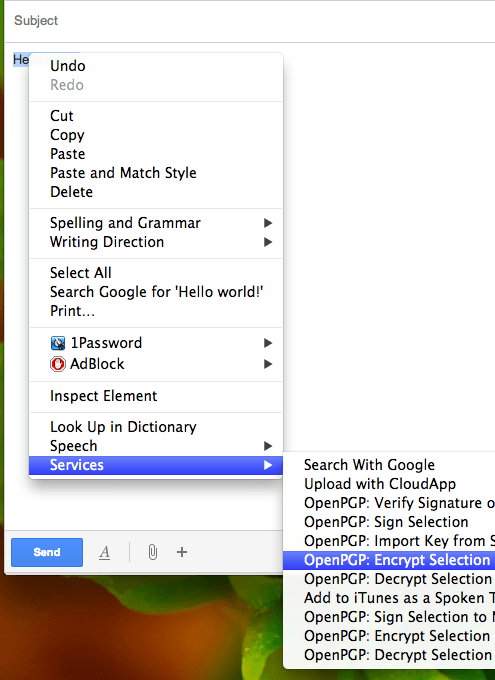 Subject
He
Undo
Redo
Cut
Copy
Paste
Paste and Match Style
Delete
Spelling and Grammar
Writing Direction
Select All
Search Google for 'Hello world!'
Print...
1Password
AdBlock
Inspect Element
Look Up in Dictionary
Speech
Services
Search With Google
Upload with CloudApp
OpenPGP: Verify Signature o
OpenPGP: Sign Selection
OpenPGP: Import Key from S
OpenPGP: Encrypt Selection
OpenPGP: Decrypt Selection
Add to iTunes as a Spoken T
OpenPGP: Sign Selection to
OpenPGP: Encrypt Selection
OpenPGP: Decrypt Selection
Send A